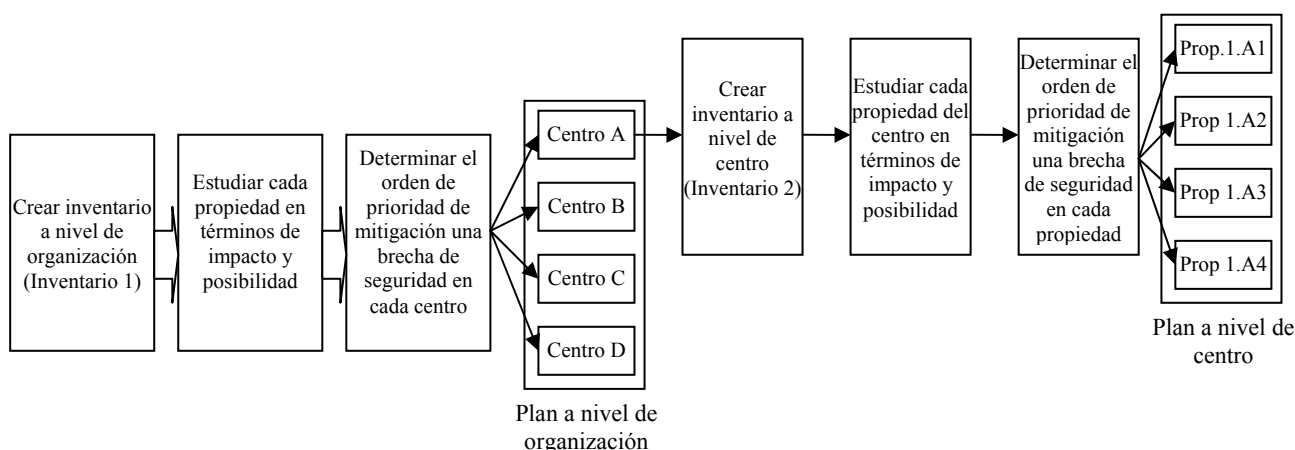 Crear inventario
a nivel de
organización
(Inventario 1)
Estudiar cada
propiedad en
términos de
impacto y
posibilidad
Determinar el
orden de
prioridad de
mitigación una
brecha de
seguridad en
cada centro
Centro A
Centro B
Centro C
Centro D
Plan a nivel de
organización
Crear
inventario a
nivel de
centro
(Inventario 2)
Estudiar cada
propiedad del
centro en
términos de
impacto y
posibilidad
Determinar el
orden de
prioridad de
mitigación
una brecha
de seguridad
en cada
propiedad
Prop.1.A1
Prop 1.A2
Prop 1.A3
Prop 1.A4
Plan a nivel de
centro